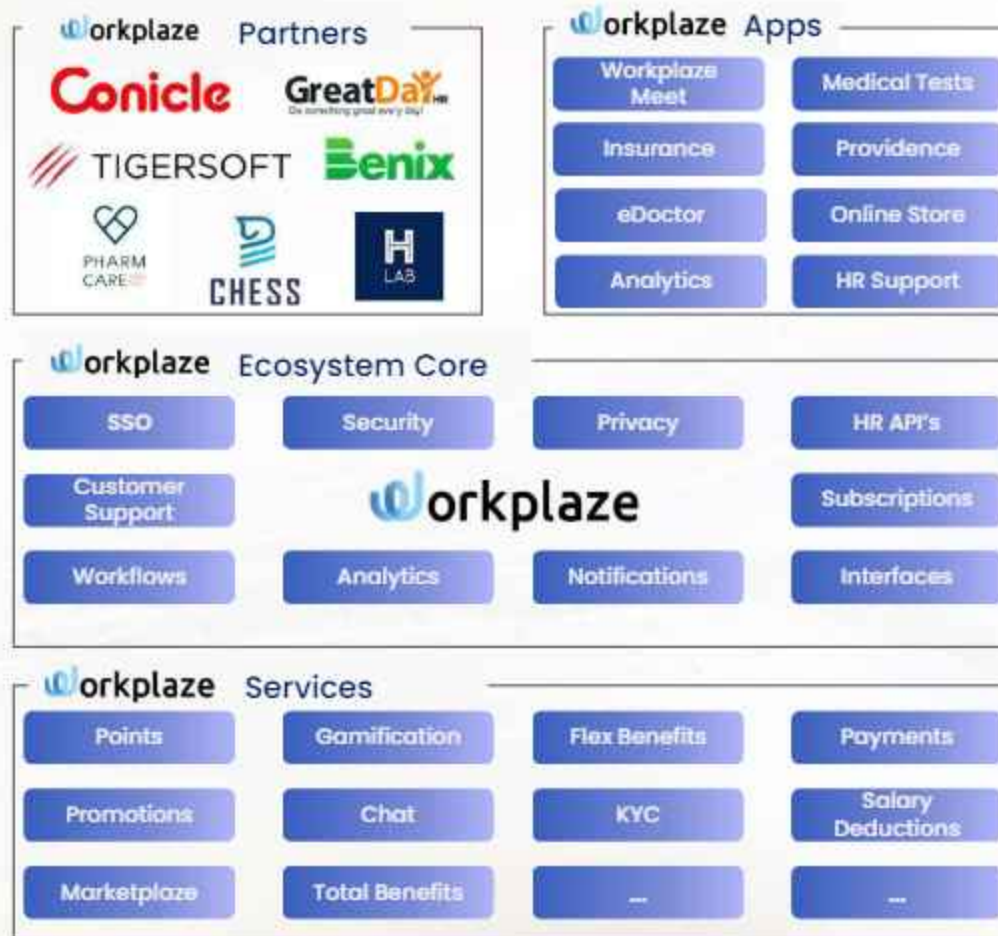 Workplaze Partners
Conicle
GreatDay HR
Do something great every day!
TIGERSOFT
Benix
PHARM
CARE
CHESS
H
LAB
Workplaze Apps
Workplaze
Meet
Medical Tests
Insurance
Providence
eDoctor
Online Store
Analytics
HR Support
Workplaze Ecosystem Core
SSO
Security
Privacy
HR API's
Customer
Support
Workplaze
Subscriptions
Workflows
Analytics
Notifications
Interfaces
Workplaze Services
Points
Gamification
Flex Benefits
Payments
Promotions
Chat
KYC
Salary
Deductions
Marketplaze
Total Benefits
...
...